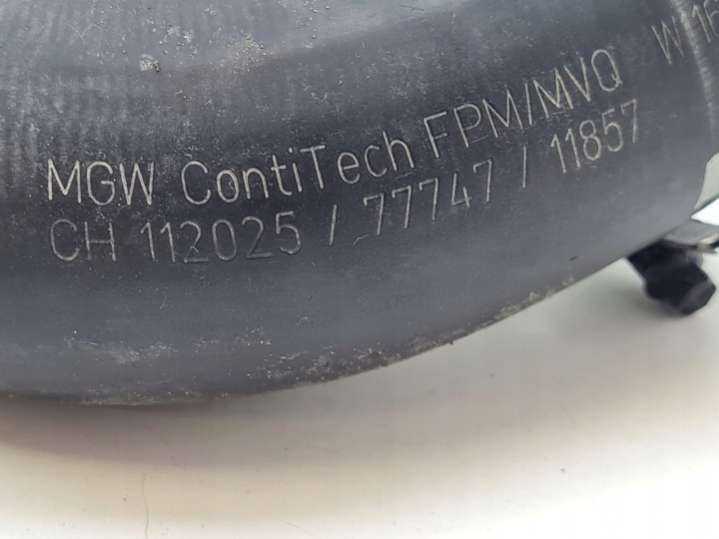 MGW ContiTech FPM/MVQ
CH 112025 / 77747 / 11857